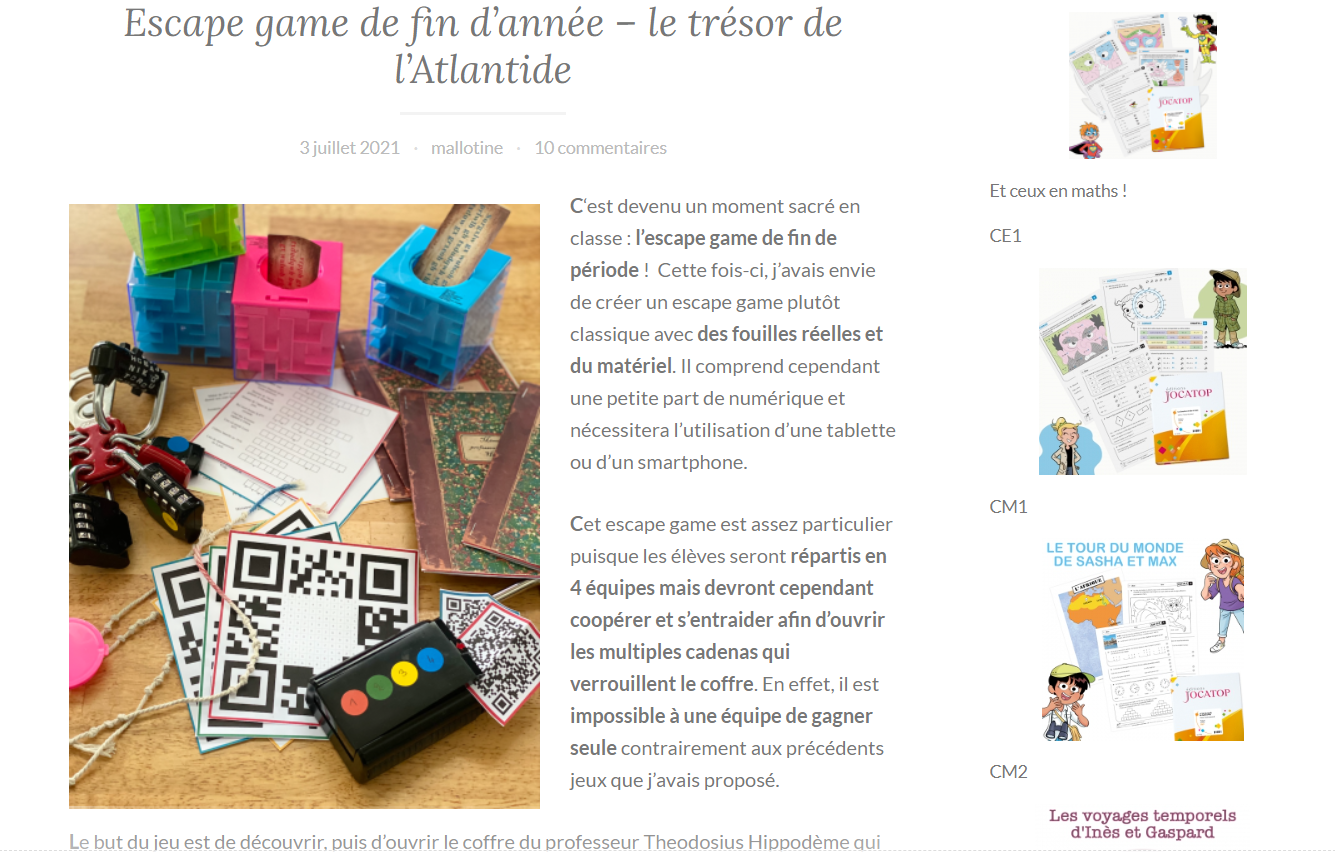 Escape game de fin d’année – le trésor de
l’Atlantide
3 juillet 2021 · mallotine · 10 commentaires
C‘est devenu un moment sacré en
classe : l’escape game de fin de
période ! Cette fois-ci, j’avais envie
de créer un escape game plutôt
classique avec des fouilles réelles et
du matériel. Il comprend cependant
une petite part de numérique et
nécessitera l’utilisation d’une tablette
ou d’un smartphone.
Cet escape game est assez particulier
puisque les élèves seront répartis en
4 équipes mais devront cependant
coopérer et s’entraider afin d’ouvrir
les multiples cadenas qui
verrouillent le coffre. En effet, il est
impossible à une équipe de gagner
seule contrairement aux précédents
jeux que j’avais proposé.
Le but du jeu est de découvrir, puis d’ouvrir le coffre du professeur Theodosius Hippodème qui
JOCATOP
Et ceux en maths !
CE1
JOCATOP
CM1
LE TOUR DU MONDE
DE SASHA ET MAX
L'AFRIQUE
JOCATOP
CM2
Les voyages temporels
d'Inès et Gaspard